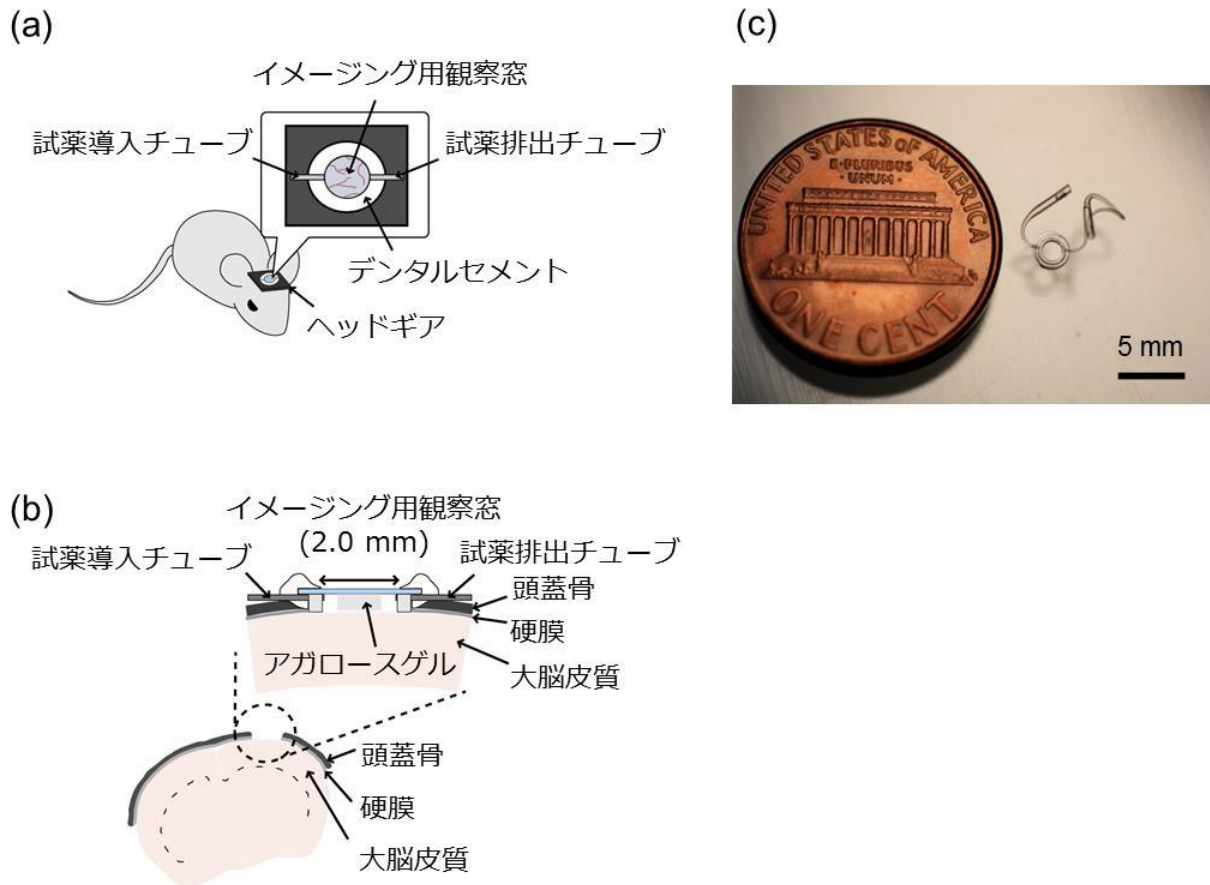 (a)
イメージング用観察窓
試薬導入チューブ
試薬排出チューブ
デンタルセメント
ヘッドギア
(b)
イメージング用観察窓
(2.0 mm)
試薬導入チューブ
試薬排出チューブ
頭蓋骨
硬膜
アガロースゲル
大脳皮質
頭蓋骨
硬膜
大脳皮質
(c)
UNITED STATES OF AMERICA
E·PLURIBUS
·UNUM·
ONE CENT
5 mm